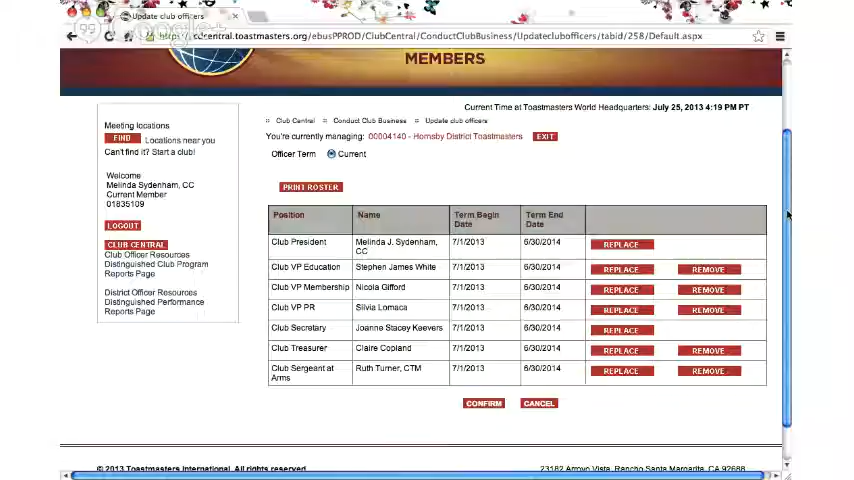 Update club officers
Google+
https://cdcentral.toastmasters.org/ebusPPROD/ClubCentral/ConductClubBusiness/Updateclubofficers/tabid/258/Default.aspx
MEMBERS
Current Time at Toastmasters World Headquarters: July 25, 2013 4:19 PM PT
Club Central Conduct Club Business Update club officers
You're currently managing: 00004140 - Hornsby District Toastmasters EXIT
Officer Term Current
Meeting locations
FIND Locations near you
Can't find it? Start a club!
Welcome
Melinda Sydenham, CC
Current Member
01835109
LOGOUT
CLUB CENTRAL
Club Officer Resources
Distinguished Club Program
Reports Page
District Officer Resources
Distinguished Performance
Reports Page
PRINT ROSTER
Position Name Term Begin Date Term End Date
Club President Melinda J. Sydenham, CC 7/1/2013 6/30/2014 REPLACE
Club VP Education Stephen James White 7/1/2013 6/30/2014 REPLACE REMOVE
Club VP Membership Nicola Gifford 7/1/2013 6/30/2014 REPLACE REMOVE
Club VP PR Silvia Lomaca 7/1/2013 6/30/2014 REPLACE REMOVE
Club Secretary Joanne Stacey Keevers 7/1/2013 6/30/2014 REPLACE
Club Treasurer Claire Copland 7/1/2013 6/30/2014 REPLACE REMOVE
Club Sergeant at Arms Ruth Turner, CTM 7/1/2013 6/30/2014 REPLACE REMOVE
CONFIRM CANCEL
© 2013 Toastmasters International. All rights reserved.
23182 Arroyo Vista, Rancho Santa Margarita, CA 92688